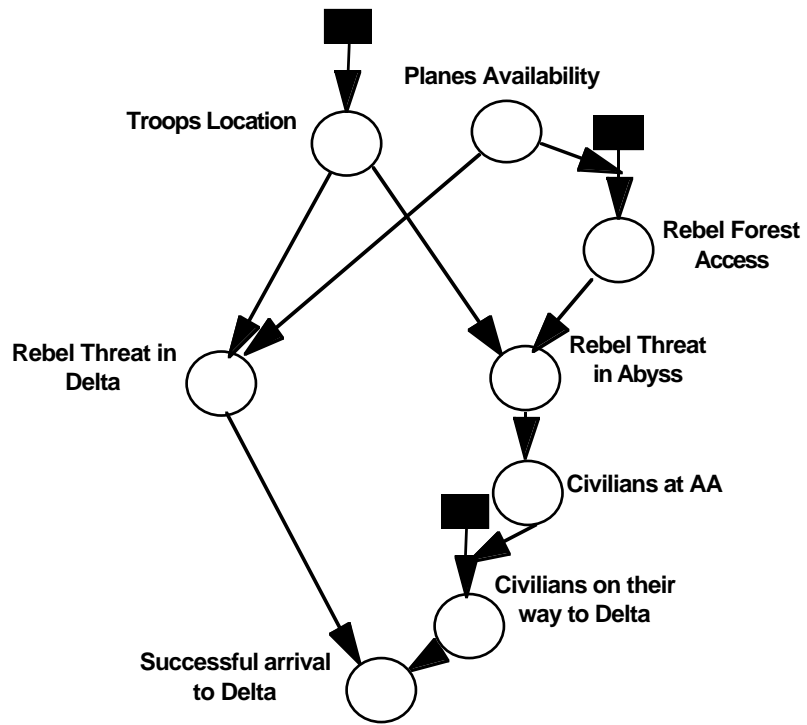 Planes Availability
Troops Location
Rebel Forest
Access
Rebel Threat in
Delta
Rebel Threat
in Abyss
Civilians at AA
Civilians on their
way to Delta
Successful arrival
to Delta